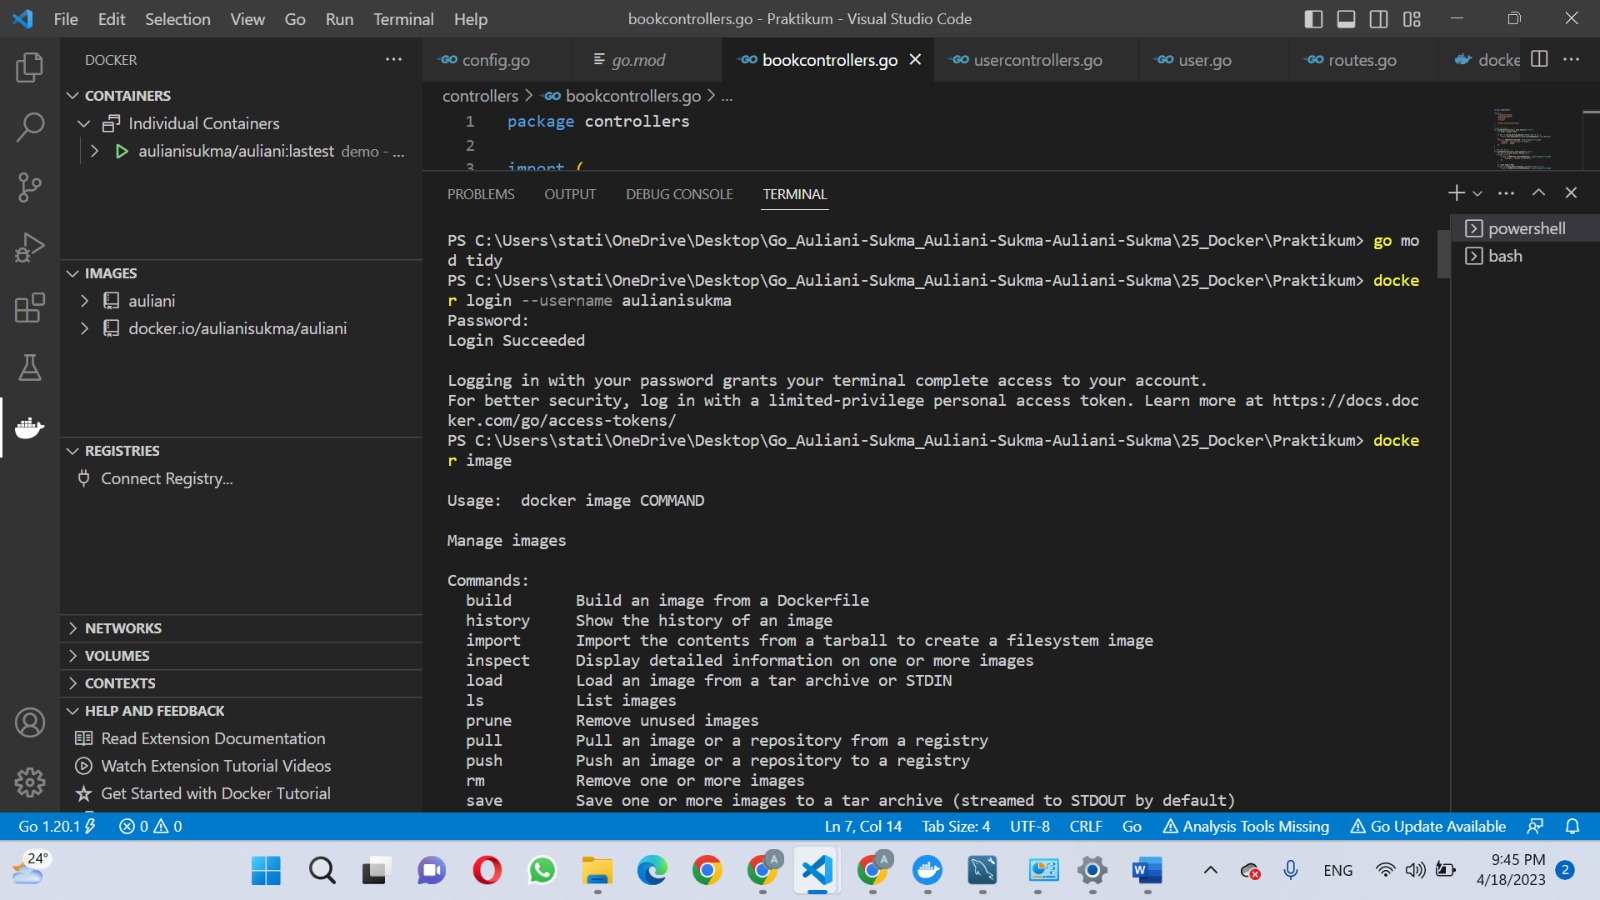 File Edit Selection View Go Run Terminal Help
bookcontrollers.go - Praktikum - Visual Studio Code
DOCKER
CONTAINERS
Individual Containers
aulianisukma/auliani:lastest demo - ...
IMAGES
auliani
docker.io/aulianisukma/auliani
REGISTRIES
Connect Registry...
NETWORKS
VOLUMES
CONTEXTS
HELP AND FEEDBACK
Read Extension Documentation
Watch Extension Tutorial Videos
Get Started with Docker Tutorial
config.go go.mod bookcontrollers.go usercontrollers.go user.go routes.go docke
controllers > bookcontrollers.go > ...
1 package controllers
2
3 import (
PROBLEMS OUTPUT DEBUG CONSOLE TERMINAL
PS C:\Users\stati\OneDrive\Desktop\Go_Auliani-Sukma_Auliani-Sukma-Auliani-Sukma\25_Docker\Praktikum> go mo
d tidy
PS C:\Users\stati\OneDrive\Desktop\Go_Auliani-Sukma_Auliani-Sukma-Auliani-Sukma\25_Docker\Praktikum> docke
r login --username aulianisukma
Password:
Login Succeeded
Logging in with your password grants your terminal complete access to your account.
For better security, log in with a limited-privilege personal access token. Learn more at https://docs.doc
ker.com/go/access-tokens/
PS C:\Users\stati\OneDrive\Desktop\Go_Auliani-Sukma_Auliani-Sukma-Auliani-Sukma\25_Docker\Praktikum> docke
r image
Usage: docker image COMMAND
Manage images
Commands:
build Build an image from a Dockerfile
history Show the history of an image
import Import the contents from a tarball to create a filesystem image
inspect Display detailed information on one or more images
load Load an image from a tar archive or STDIN
ls List images
prune Remove unused images
pull Pull an image or a repository from a registry
push Push an image or a repository to a registry
rm Remove one or more images
save Save one or more images to a tar archive (streamed to STDOUT by default)
powershell
bash
Go 1.20.1 0 0 Ln 7, Col 14 Tab Size: 4 UTF-8 CRLF Go Analysis Tools Missing Go Update Available
24°
A
A
ENG
9:45 PM
4/18/2023
2